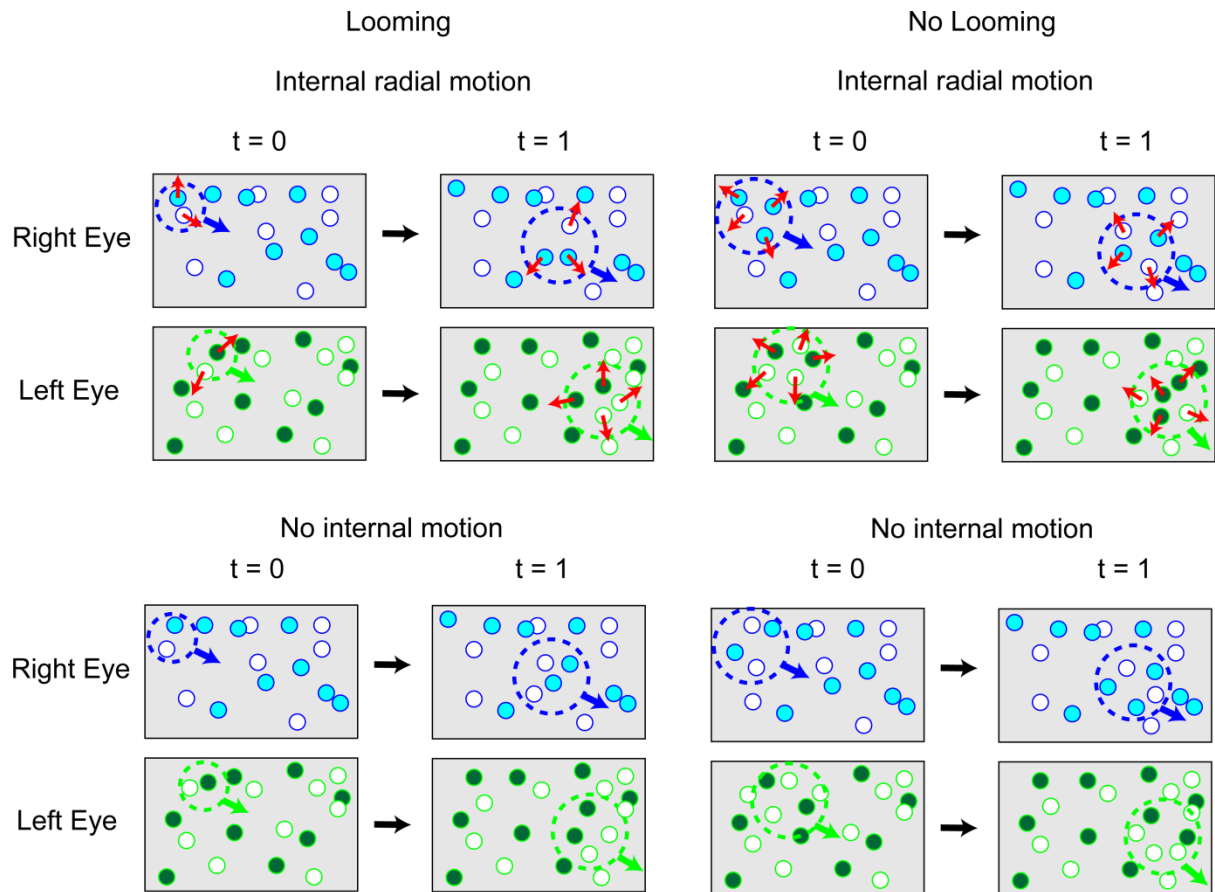 Looming No Looming
Internal radial motion Internal radial motion
t = 0 t = 1 t = 0 t = 1
Right Eye
Left Eye
No internal motion No internal motion
t = 0 t = 1 t = 0 t = 1
Right Eye
Left Eye